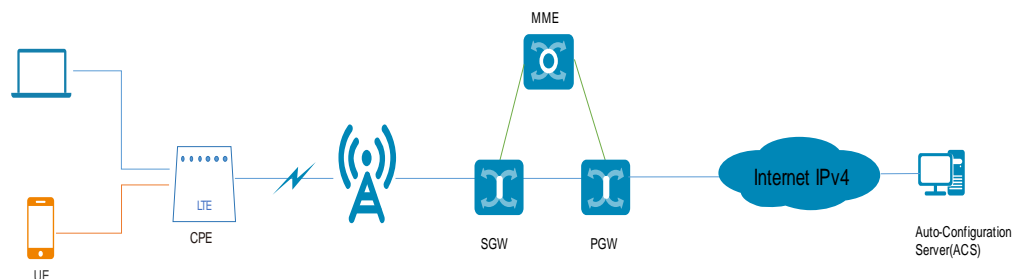 MME
Internet IPv4
LTE
CPE
SGW
PGW
Auto-Configuration
Server(ACS)
UE